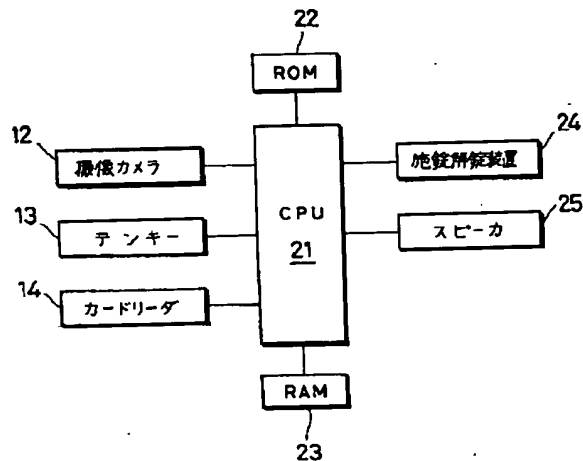 22
ROM
12
撮像カメラ
24
施錠解錠装置
CPU
21
13
テンキー
25
スピーカ
14
カードリーダ
RAM
23